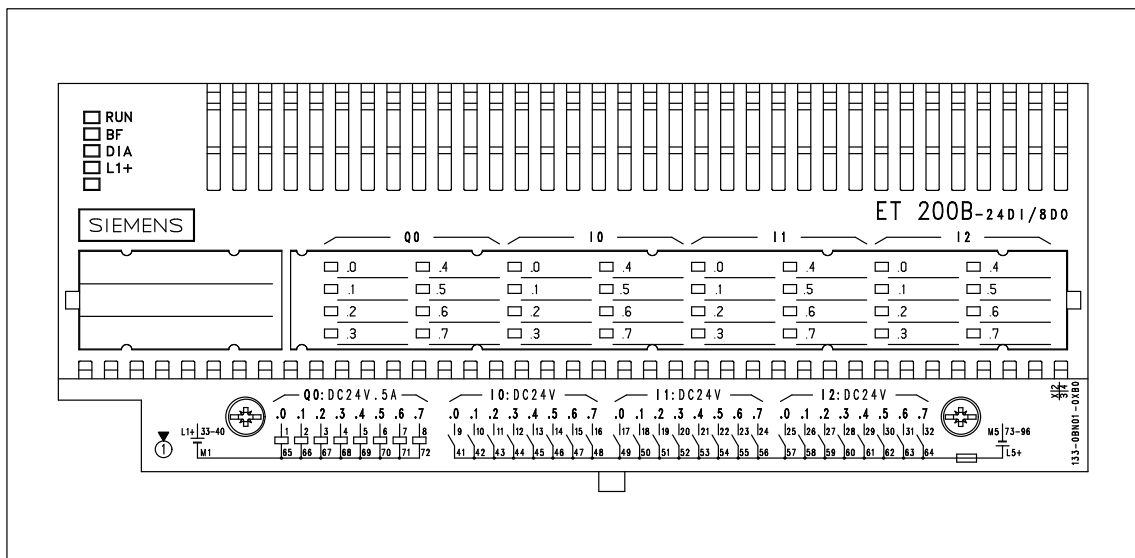 RUN
BF
DIA
L1+
SIEMENS
ET 200B-24DI/8DO
Q0 I0 I1 I2
.0 .4 .0 .4 .0 .4 .0 .4
.1 .5 .1 .5 .1 .5 .1 .5
.2 .6 .2 .6 .2 .6 .2 .6
.3 .7 .3 .7 .3 .7 .3 .7
Q0:DC24V.5A I0:DC24V I1:DC24V I2:DC24V
.0 .1 .2 .3 .4 .5 .6 .7 .0 .1 .2 .3 .4 .5 .6 .7 .0 .1 .2 .3 .4 .5 .6 .7 .0 .1 .2 .3 .4 .5 .6 .7
L1+ 33-40 1 2 3 4 5 6 7 8 9 10 11 12 13 14 15 16 17 18 19 20 21 22 23 24 25 26 27 28 29 30 31 32 M5 73-96
M1 65 66 67 68 69 70 71 72 41 42 43 44 45 46 47 48 49 50 51 52 53 54 55 56 57 58 59 60 61 62 63 64 L5+
1
X 2
3 4
133-0BN01-0XB0